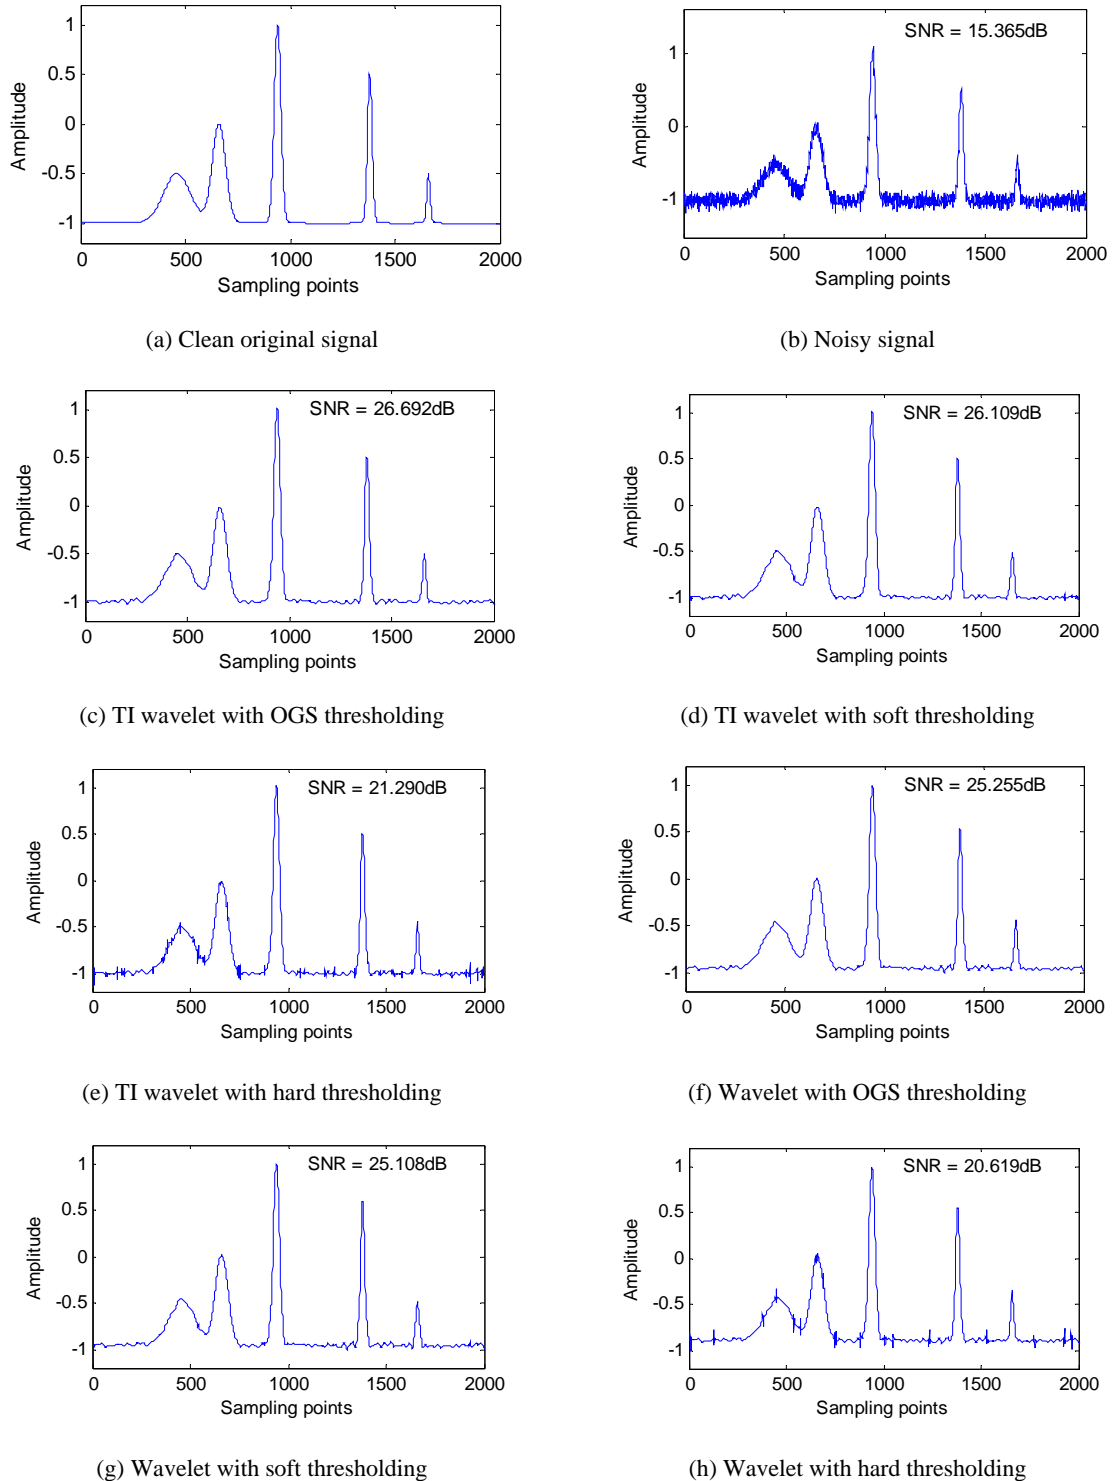 1
0.5
0
-0.5
-1
Amplitude
0 500 1000 1500 2000
Sampling points
(a) Clean original signal
SNR = 15.365dB
1
0
-1
Amplitude
0 500 1000 1500 2000
Sampling points
(b) Noisy signal
SNR = 26.692dB
1
0.5
0
-0.5
-1
Amplitude
0 500 1000 1500 2000
Sampling points
(c) TI wavelet with OGS thresholding
SNR = 26.109dB
1
0.5
0
-0.5
-1
Amplitude
0 500 1000 1500 2000
Sampling points
(d) TI wavelet with soft thresholding
SNR = 21.290dB
1
0.5
0
-0.5
-1
Amplitude
0 500 1000 1500 2000
Sampling points
(e) TI wavelet with hard thresholding
SNR = 25.255dB
1
0.5
0
-0.5
-1
Amplitude
0 500 1000 1500 2000
Sampling points
(f) Wavelet with OGS thresholding
SNR = 25.108dB
1
0.5
0
-0.5
-1
Amplitude
0 500 1000 1500 2000
Sampling points
(g) Wavelet with soft thresholding
SNR = 20.619dB
1
0.5
0
-0.5
-1
Amplitude
0 500 1000 1500 2000
Sampling points
(h) Wavelet with hard thresholding